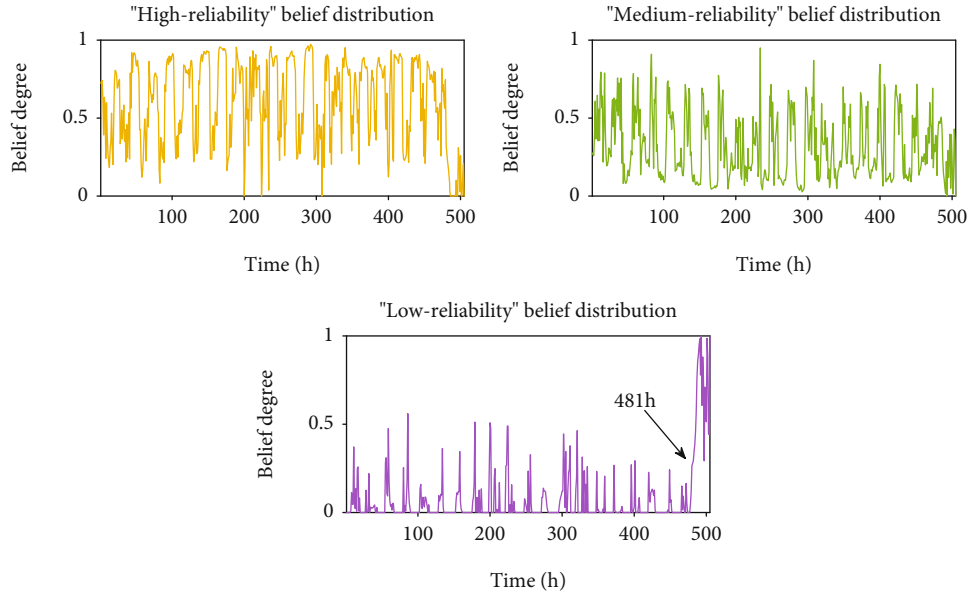 "High-reliability" belief distribution
1
0.5
0
Belief degree
100 200 300 400 500
Time (h)
"Medium-reliability" belief distribution
1
0.5
0
Belief degree
100 200 300 400 500
Time (h)
"Low-reliability" belief distribution
1
0.5
0
Belief degree
481h
100 200 300 400 500
Time (h)